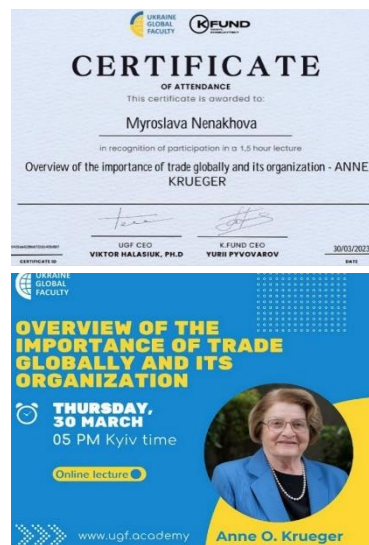 UKRAINE
GLOBAL
FACULTY
K.FUND
CERTIFICATE
OF ATTENDANCE
This certificate is awarded to:
Myroslava Nenakhova
in recognition of participation in a 1,5 hour lecture
Overview of the importance of trade globally and its organization - ANNE
KRUEGER
UGF CEO
VIKTOR HALASIUK, PH.D
K.FUND CEO
YURII PYVOVAROV
30/03/2023
CERTIFICATE ID
DATE
UKRAINE
GLOBAL
FACULTY
OVERVIEW OF THE
IMPORTANCE OF TRADE
GLOBALLY AND ITS
ORGANIZATION
THURSDAY,
30 MARCH
05 PM Kyiv time
Online lecture
www.ugf.academy
Anne O. Krueger